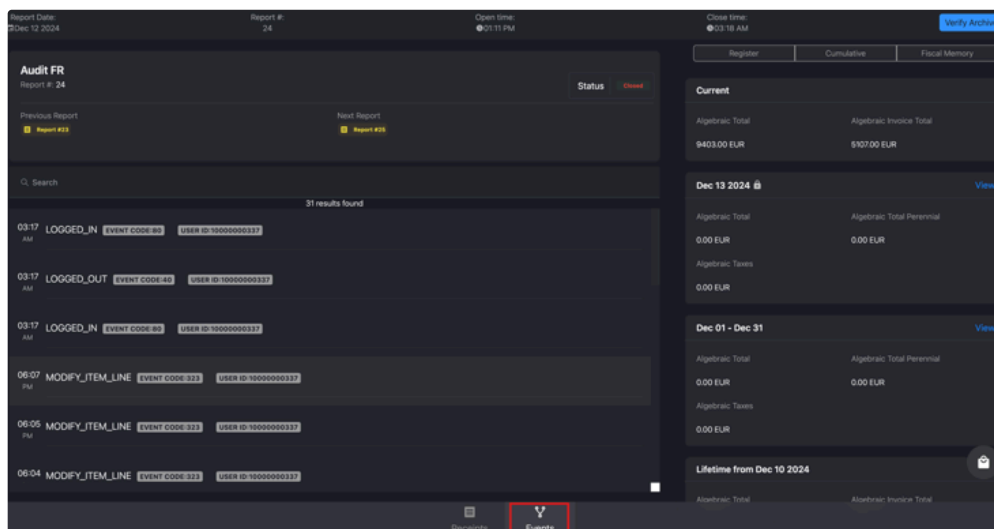 Report Date:
Dec 12 2024
Report #:
24
Open time:
01:11 PM
Close time:
03:18 AM
Verify Archive
Audit FR
Report #: 24
Status
Closed
Previous Report
Report #23
Next Report
Report #25
Search
31 results found
03:17 AM LOGGED_IN EVENT CODE:80 USER ID:10000000337
03:17 AM LOGGED_OUT EVENT CODE:40 USER ID:10000000337
03:17 AM LOGGED_IN EVENT CODE:80 USER ID:10000000337
06:07 PM MODIFY_ITEM_LINE EVENT CODE:323 USER ID:10000000337
06:05 PM MODIFY_ITEM_LINE EVENT CODE:323 USER ID:10000000337
06:04 MODIFY_ITEM_LINE EVENT CODE:323 USER ID:10000000337
Register
Cumulative
Fiscal Memory
Current
Algebraic Total
Algebraic Invoice Total
9403.00 EUR
5107.00 EUR
Dec 13 2024
View
Algebraic Total
Algebraic Total Perennial
0.00 EUR
0.00 EUR
Algebraic Taxes
0.00 EUR
Dec 01 - Dec 31
View
Algebraic Total
Algebraic Total Perennial
0.00 EUR
0.00 EUR
Algebraic Taxes
0.00 EUR
Lifetime from Dec 10 2024
Algebraic Total
Algebraic Invoice Total
Receipts
Events